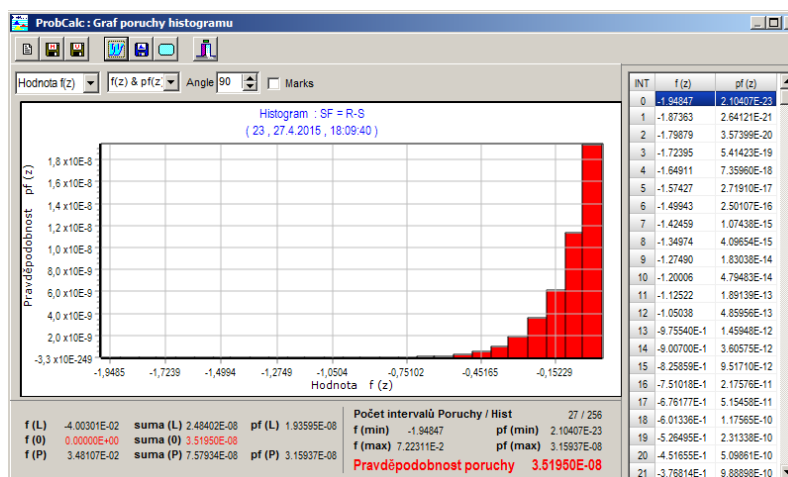 ProbCalc : Graf poruchy histogramu
Hodnota f(z) f(z) & pf(z) Angle 90 Marks
Histogram : SF = R-S
( 23 , 27.4.2015 , 18:09:40 )
Pravděpodobnost pf (z)
1,8 x10E-8
1,6 x10E-8
1,4 x10E-8
1,2 x10E-8
1,0 x10E-8
8,0 x10E-9
6,0 x10E-9
4,0 x10E-9
2,0 x10E-9
-3,3 x10E-249
-1,9485 -1,7239 -1,4994 -1,2749 -1,0504 -0,75102 -0,45165 -0,15229
Hodnota f (z)
f (L) -4.00301E-02 suma (L) 2.48402E-08 pf (L) 1.93595E-08
f (0) 0.00000E+00 suma (0) 3.51950E-08
f (P) 3.48107E-02 suma (P) 7.57934E-08 pf (P) 3.15937E-08
Počet intervalů Poruchy / Hist 27 / 256
f (min) -1.94847 pf (min) 2.10407E-23
f (max) 7.22311E-2 pf (max) 3.15937E-08
Pravděpodobnost poruchy 3.51950E-08
INT f (z) pf (z)
0 -1.94847 2.10407E-23
1 -1.87363 2.64121E-21
2 -1.79879 3.57399E-20
3 -1.72395 5.41423E-19
4 -1.64911 7.35960E-18
5 -1.57427 2.71910E-17
6 -1.49943 2.50107E-16
7 -1.42459 1.07438E-15
8 -1.34974 4.09654E-15
9 -1.27490 1.83038E-14
10 -1.20006 4.79483E-14
11 -1.12522 1.89139E-13
12 -1.05038 4.85956E-13
13 -9.75540E-1 1.45948E-12
14 -9.00700E-1 3.60575E-12
15 -8.25859E-1 9.51710E-12
16 -7.51018E-1 2.17576E-11
17 -6.76177E-1 5.15458E-11
18 -6.01336E-1 1.17565E-10
19 -5.26495E-1 2.31338E-10
20 -4.51655E-1 5.09861E-10
21 -3.76814E-1 9.88898E-10